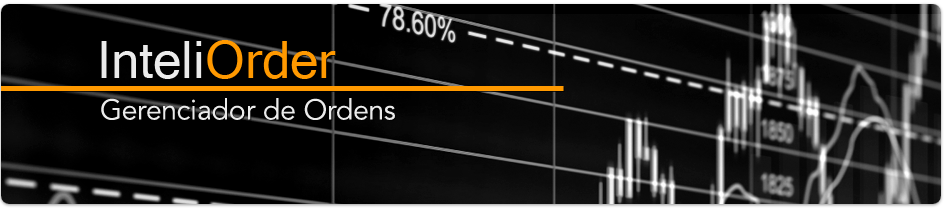 78.60%
InteliOrder
Gerenciador de Ordens
1875
1850
1825